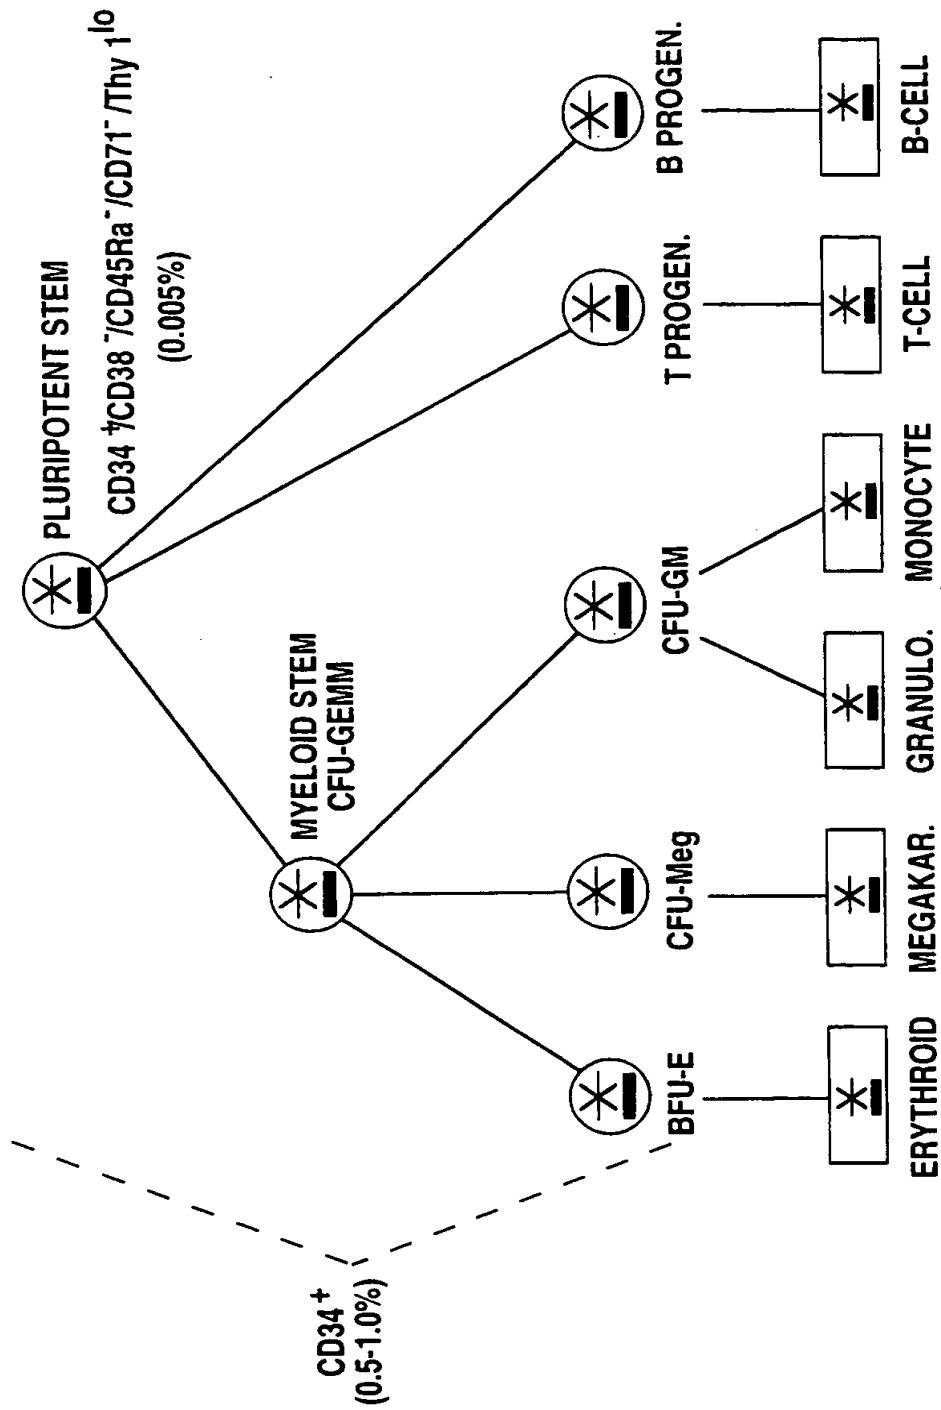 PLURIPOTENT STEM
CD34⁺/CD38⁻/CD45Ra⁻/CD71⁻/Thy 1ˡᵒ
(0.005%)
CD34⁺
(0.5-1.0%)
MYELOID STEM
CFU-GEMM
BFU-E
CFU-Meg
CFU-GM
T PROGEN.
B PROGEN.
ERYTHROID
MEGAKAR.
GRANULO.
MONOCYTE
T-CELL
B-CELL